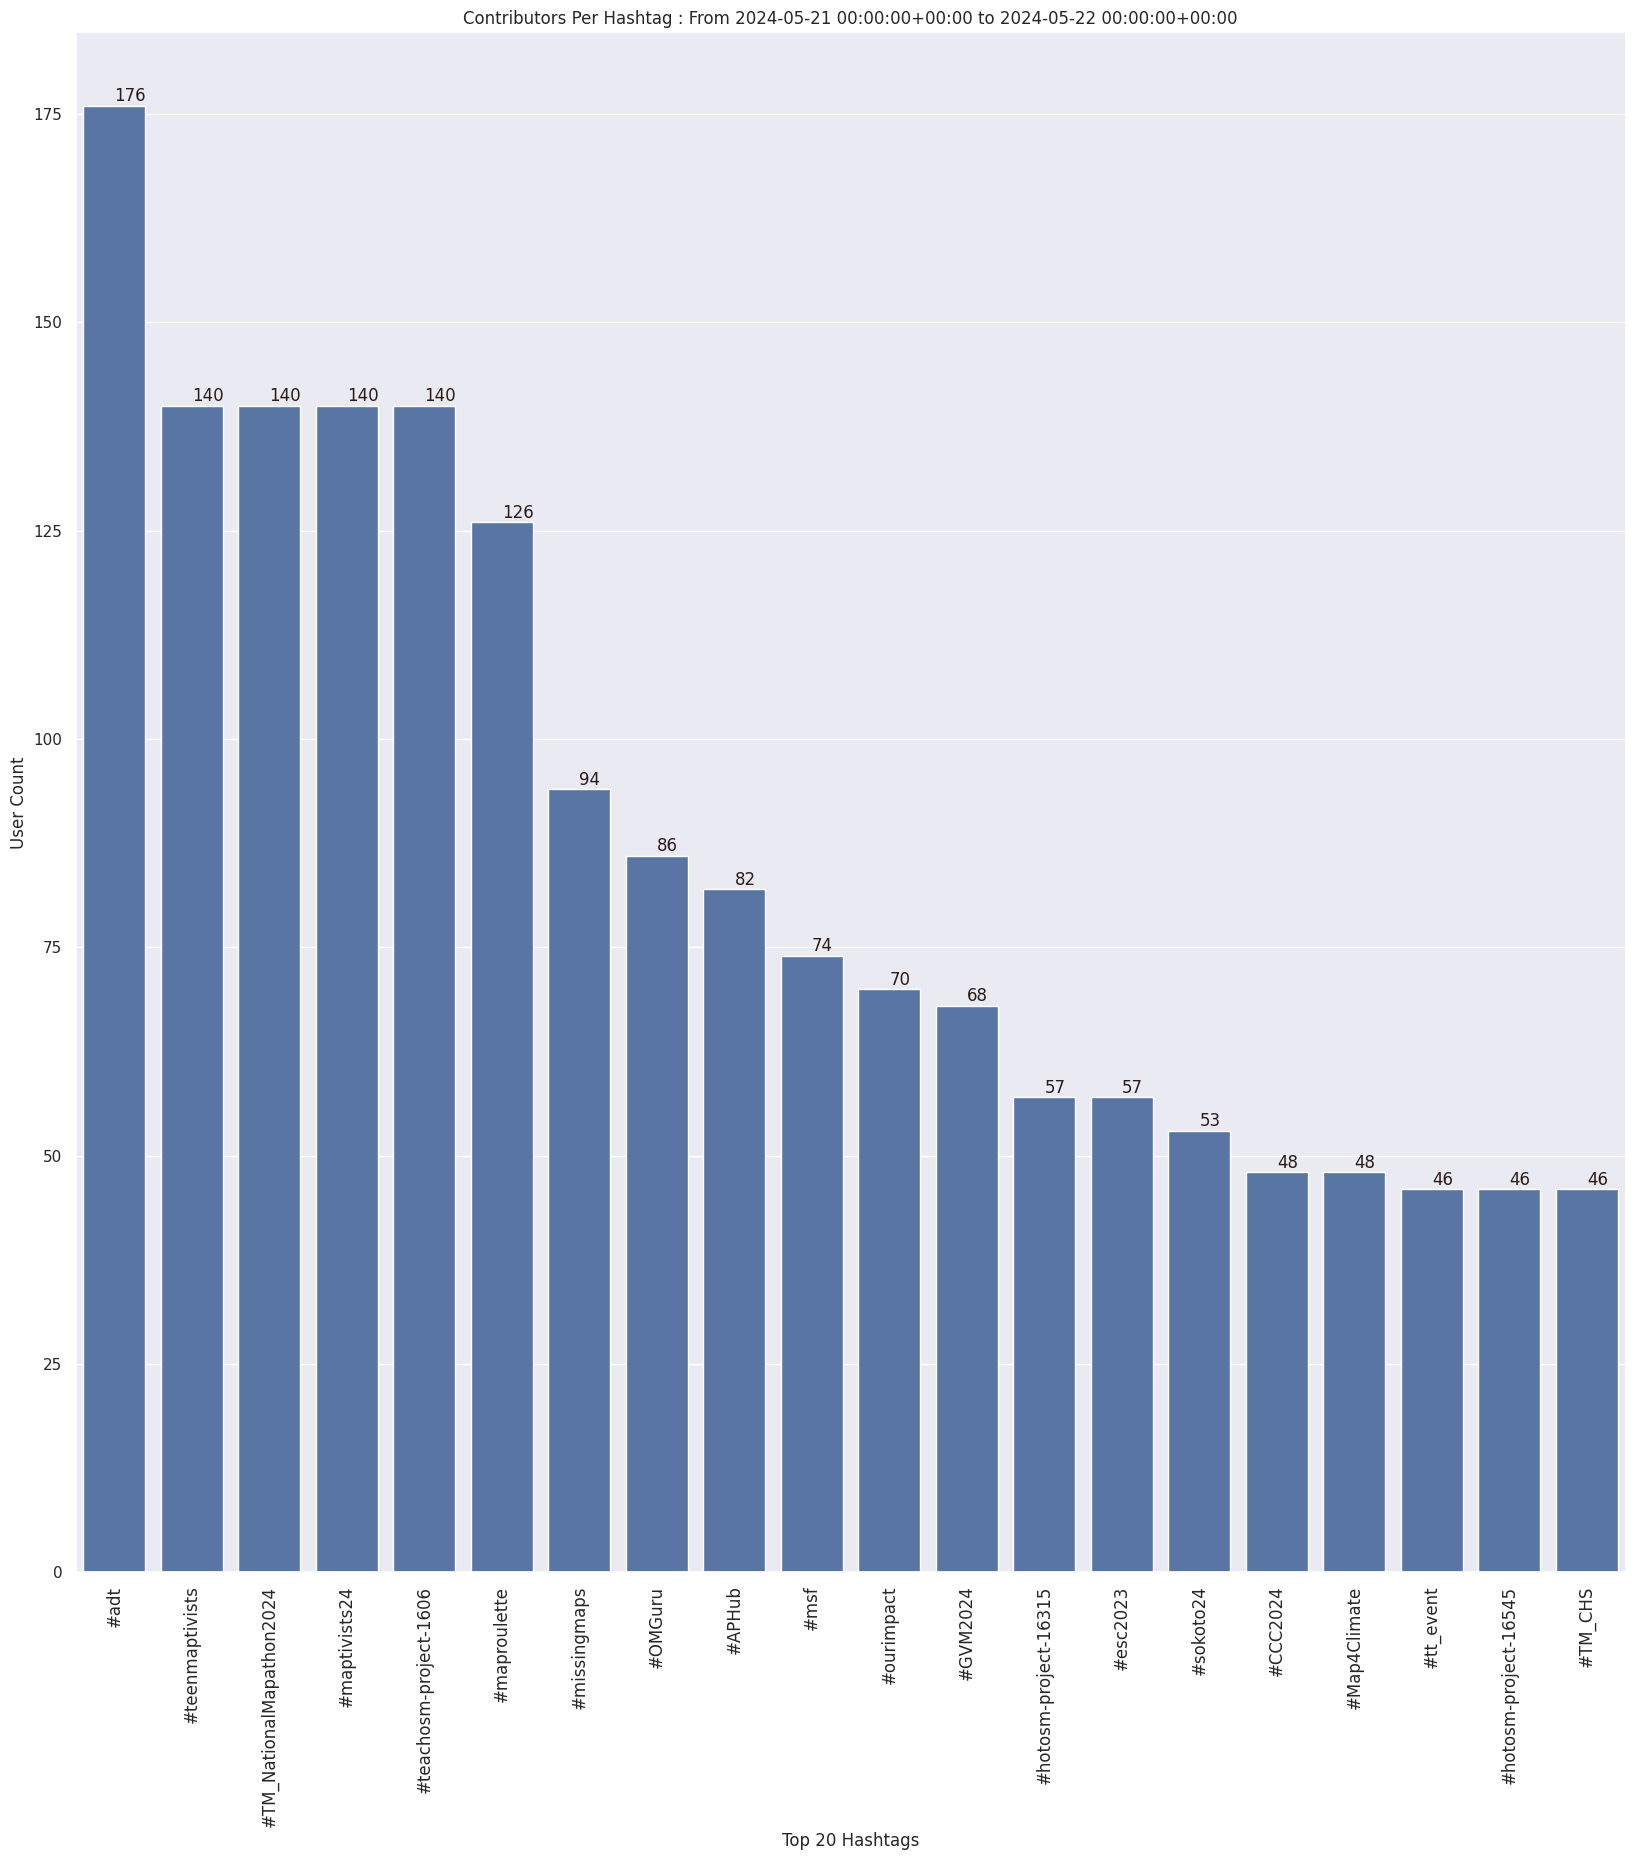 Contributors Per Hashtag : From 2024-05-21 00:00:00+00:00 to 2024-05-22 00:00:00+00:00
User Count
175
150
125
100
75
50
25
0
176
140
140
140
140
126
94
86
82
74
70
68
57
57
53
48
48
46
46
46
#adt
#teenmaptivists
#TM_NationalMapathon2024
#maptivists24
#teachosm-project-1606
#maproulette
#missingmaps
#OMGuru
#APHub
#msf
#ourimpact
#GVM2024
#hotosm-project-16315
#esc2023
#sokoto24
#CCC2024
#Map4Climate
#tt_event
#hotosm-project-16545
#TM_CHS
Top 20 Hashtags